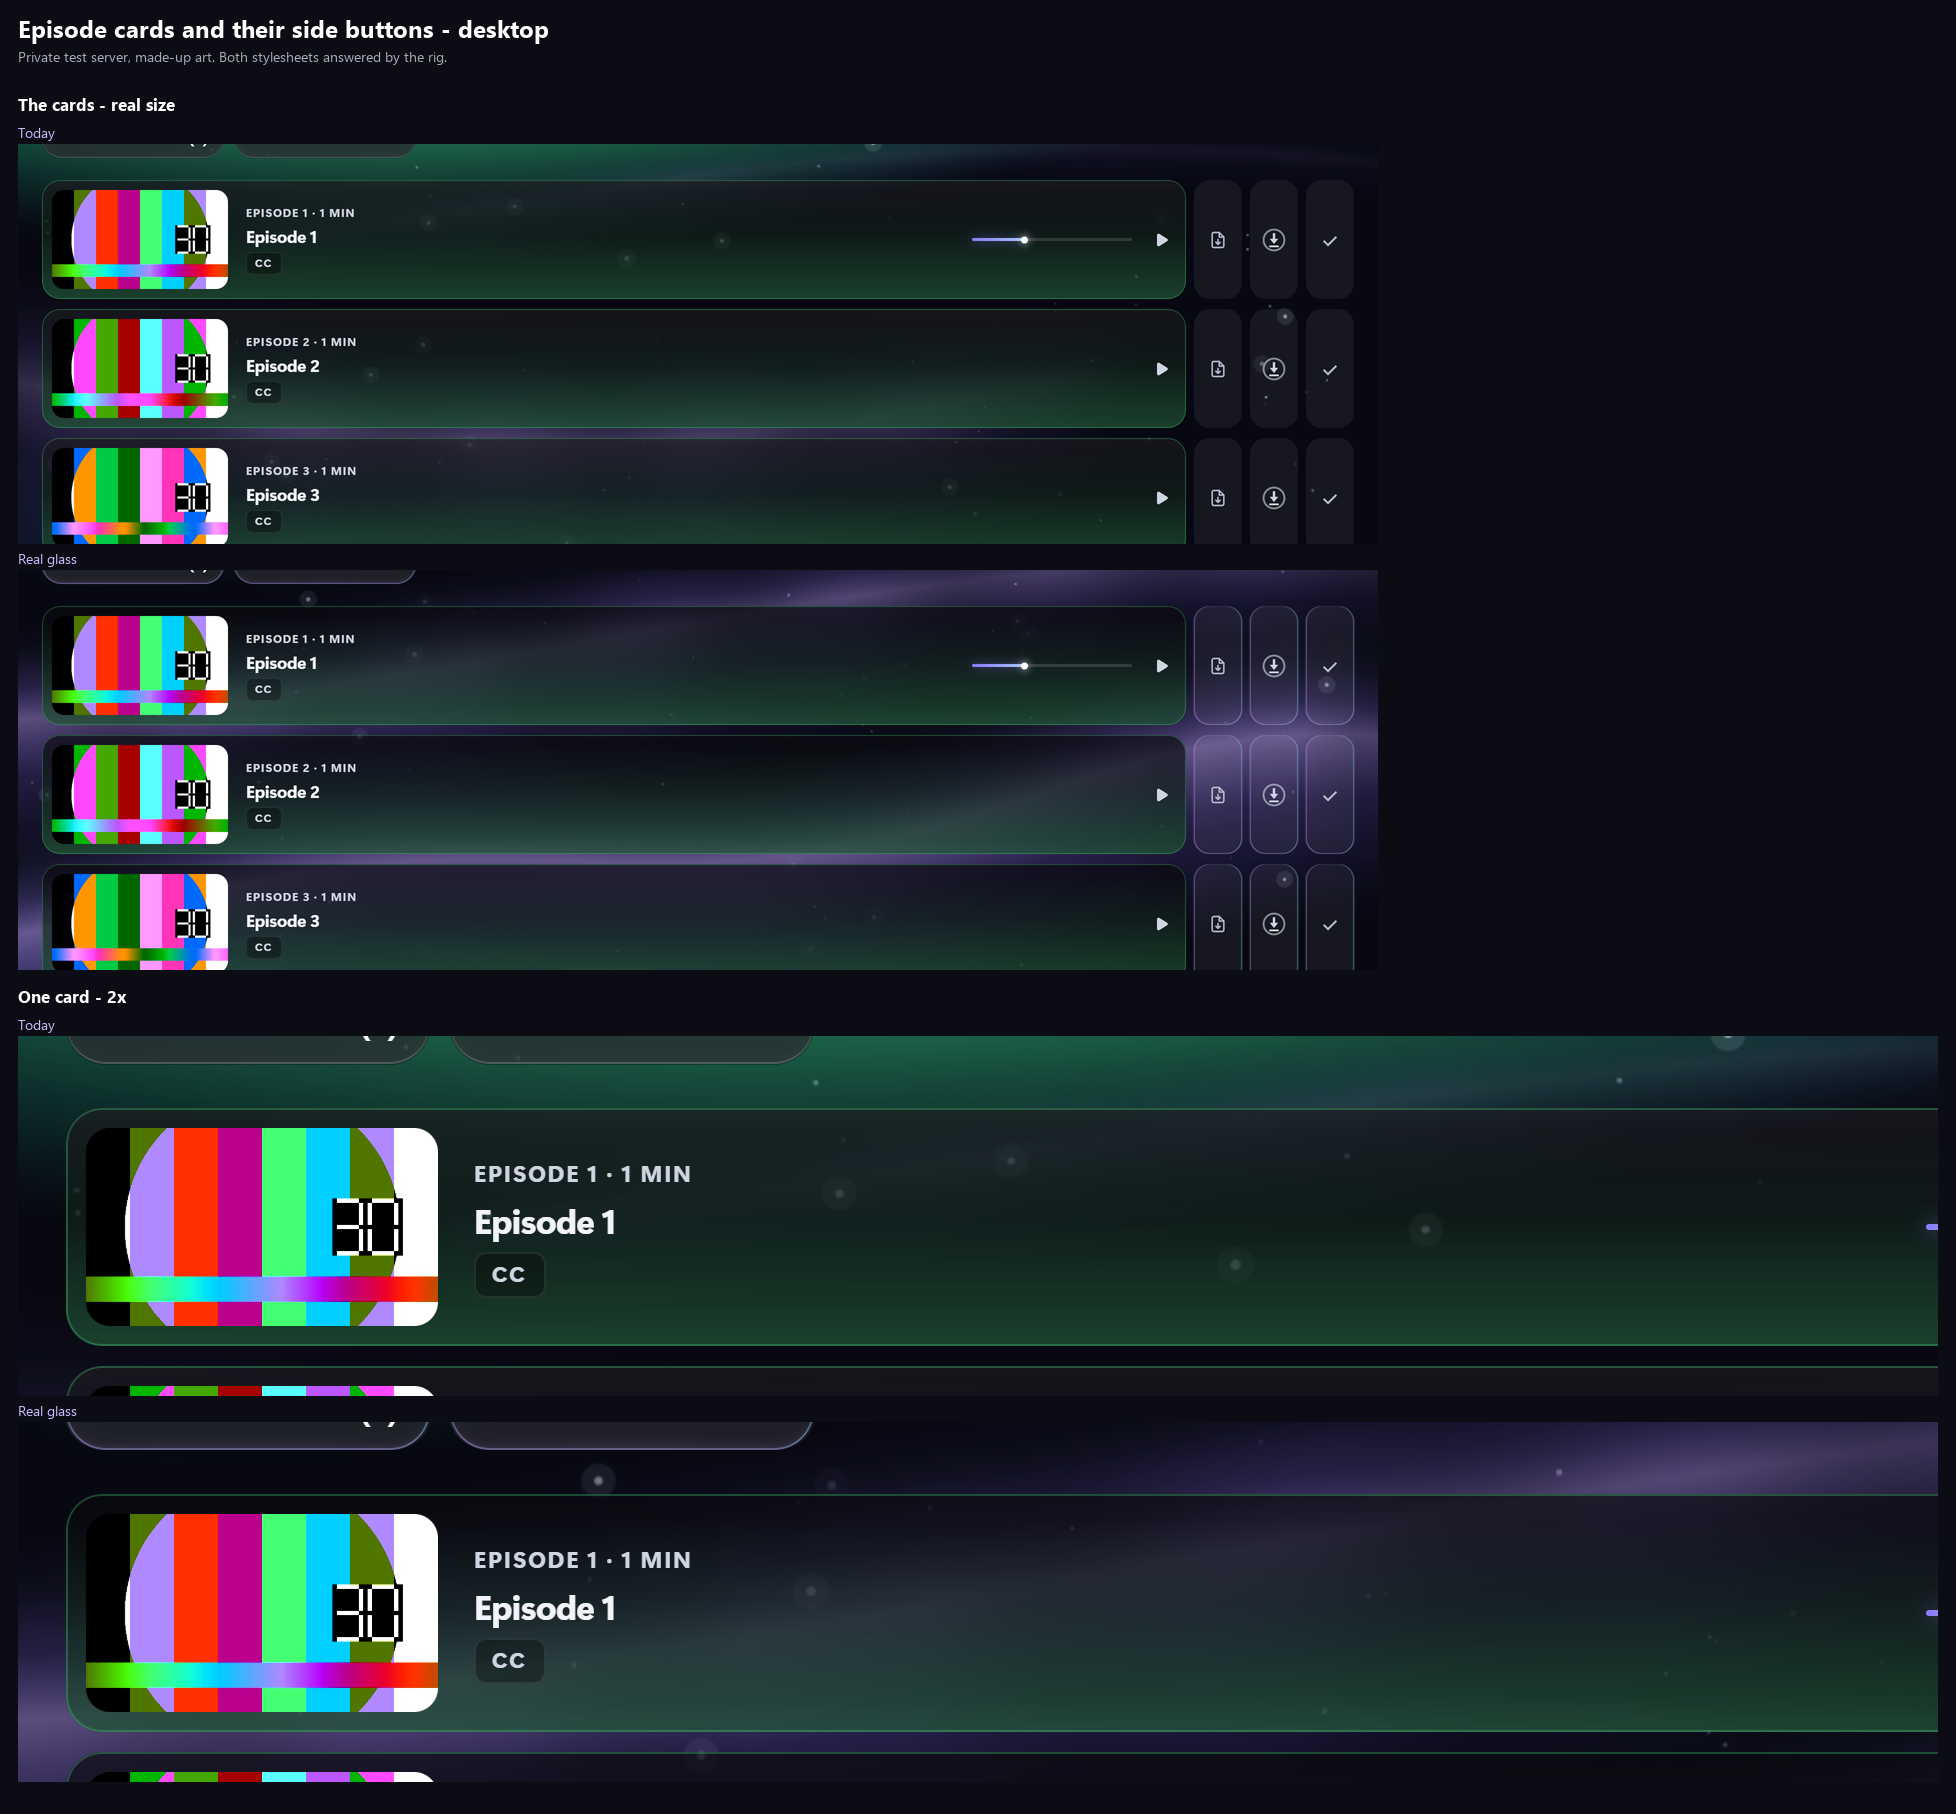 Episode cards and their side buttons - desktop
Private test server, made-up art. Both stylesheets answered by the rig.
The cards - real size
Today
EPISODE 1 · 1 MIN
Episode 1
CC
EPISODE 2 · 1 MIN
Episode 2
CC
EPISODE 3 · 1 MIN
Episode 3
CC
Real glass
EPISODE 1 · 1 MIN
Episode 1
CC
EPISODE 2 · 1 MIN
Episode 2
CC
EPISODE 3 · 1 MIN
Episode 3
CC
One card - 2x
Today
EPISODE 1 · 1 MIN
Episode 1
CC
Real glass
EPISODE 1 · 1 MIN
Episode 1
CC